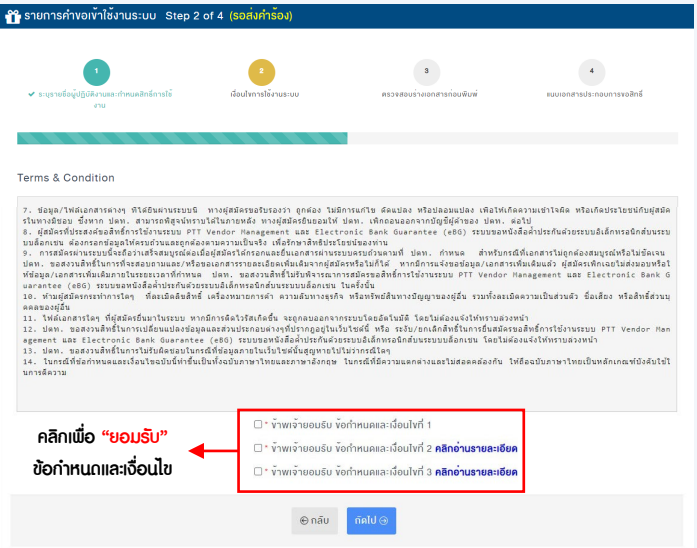 รายการคำขอเข้าใช้งานระบบ Step 2 of 4 (รอส่งคำร้อง)
1
2
3
4
✔ ระบุรายชื่อผู้ปฏิบัติงานและกำหนดสิทธิ์การใช้
งาน
เงื่อนไขการใช้งานระบบ
ตรวจสอบร่างเอกสารก่อนพิมพ์
แนบเอกสารประกอบการขอสิทธิ์
Terms & Condition
7. ข้อมูล/ไฟล์เอกสารต่างๆ ที่ได้ยื่นผ่านระบบนี้ ทางผู้สมัครขอรับรองว่า ถูกต้อง ไม่มีการแก้ไข ดัดแปลง หรือปลอมแปลง เพื่อให้เกิดความเข้าใจผิด หรือเกิดประโยชน์กับผู้สมัค
รในทางมิชอบ ซึ่งหาก ปตท. สามารถพิสูจน์ทราบได้ในภายหลัง ทางผู้สมัครยินยอมให้ ปตท. เพิกถอนออกจากบัญชีผู้ค้าของ ปตท. ต่อไป
8. ผู้สมัครที่ประสงค์ขอสิทธิ์การใช้งานระบบ PTT Vendor Management และ Electronic Bank Guarantee (eBG) ระบบขอหนังสือค้ำประกันด้วยระบบอิเล็กทรอนิกส์บนระบ
บบล็อกเชน ต้องกรอกข้อมูลให้ครบถ้วนและถูกต้องตามความเป็นจริง เพื่อรักษาสิทธิประโยชน์ของท่าน
9. การสมัครผ่านระบบนี้จะถือว่าเสร็จสมบูรณ์ต่อเมื่อผู้สมัครได้กรอกและยื่นเอกสารผ่านระบบครบถ้วนตามที่ ปตท. กำหนด สำหรับกรณีที่เอกสารไม่ถูกต้องสมบูรณ์หรือไม่ชัดเจน
ปตท. ขอสงวนสิทธิ์ในการที่จะสอบถามและ/หรือขอเอกสารรายละเอียดเพิ่มเติมจากผู้สมัครหรือไม่ก็ได้ หากมีการแจ้งขอข้อมูล/เอกสารเพิ่มเติมแล้ว ผู้สมัครเพิกเฉยไม่ส่งมอบหรือใ
ห้ข้อมูล/เอกสารเพิ่มเติมภายในระยะเวลาที่กำหนด ปตท. ขอสงวนสิทธิ์ไม่รับพิจารณาการสมัครขอสิทธิ์การใช้งานระบบ PTT Vendor Management และ Electronic Bank G
uarantee (eBG) ระบบขอหนังสือค้ำประกันด้วยระบบอิเล็กทรอนิกส์บนระบบบล็อกเชน ในครั้งนั้น
10. ห้ามผู้สมัครกระทำการใดๆ ที่ละเมิดลิขสิทธิ์ เครื่องหมายการค้า ความลับทางธุรกิจ หรือทรัพย์สินทางปัญญาของผู้อื่น รวมทั้งละเมิดความเป็นส่วนตัว ชื่อเสียง หรือสิทธิ์ส่วนบุ
คคลของผู้อื่น
11. ไฟล์เอกสารใดๆ ที่ผู้สมัครยื่นมาในระบบ หากมีการติดไวรัสเกิดขึ้น จะถูกลบออกจากระบบโดยอัตโนมัติ โดยไม่ต้องแจ้งให้ทราบล่วงหน้า
12. ปตท. ขอสงวนสิทธิ์ในการเปลี่ยนแปลงข้อมูลและส่วนประกอบต่างๆที่ปรากฏอยู่ในเว็บไซต์นี้ หรือ ระงับ/ยกเลิกสิทธิ์ในการยื่นสมัครขอสิทธิ์การใช้งานระบบ PTT Vendor Man
agement และ Electronic Bank Guarantee (eBG) ระบบขอหนังสือค้ำประกันด้วยระบบอิเล็กทรอนิกส์บนระบบบล็อกเชน โดยไม่ต้องแจ้งให้ทราบล่วงหน้า
13. ปตท. ขอสงวนสิทธิ์ในการไม่รับผิดชอบในกรณีที่ข้อมูลภายในเว็บไซต์นี้สูญหายไปไม่ว่ากรณีใดๆ
14. ในกรณีที่ข้อกำหนดและเงื่อนไขฉบับนี้ทำขึ้นเป็นทั้งฉบับภาษาไทยและภาษาอังกฤษ ในกรณีที่มีความแตกต่างและไม่สอดคล้องกัน ให้ถือฉบับภาษาไทยเป็นหลักเกณฑ์บังคับใช้ใ
นการตีความ
คลิกเพื่อ “ยอมรับ”
ข้อกำหนดและเงื่อนไข
* ข้าพเจ้ายอมรับ ข้อกำหนดและเงื่อนไขที่ 1
* ข้าพเจ้ายอมรับ ข้อกำหนดและเงื่อนไขที่ 2 คลิกอ่านรายละเอียด
* ข้าพเจ้ายอมรับ ข้อกำหนดและเงื่อนไขที่ 3 คลิกอ่านรายละเอียด
กลับ
ถัดไป